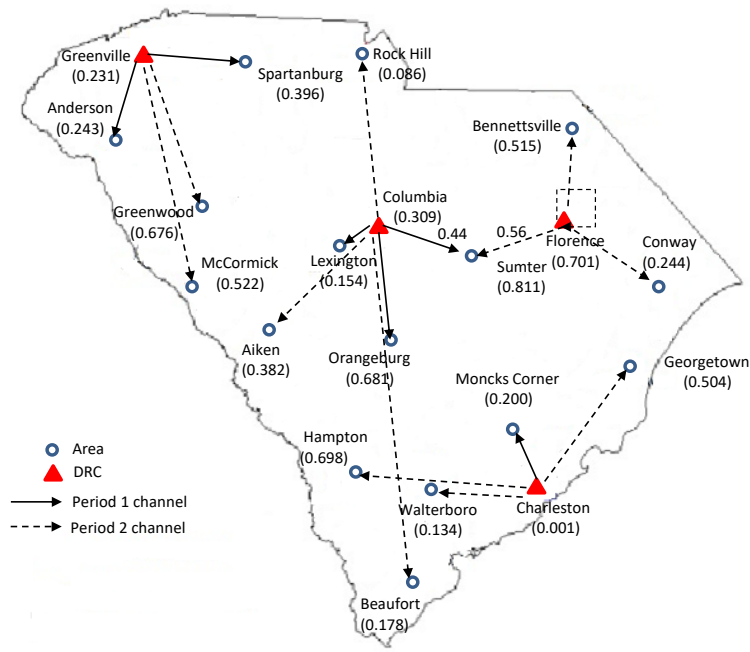 Greenville
(0.231)
Spartanburg
(0.396)
Rock Hill
(0.086)
Anderson
(0.243)
Bennettsville
(0.515)
Greenwood
(0.676)
Columbia
(0.309)
0.44
0.56
Florence
(0.701)
Conway
(0.244)
McCormick
(0.522)
Lexington
(0.154)
Sumter
(0.811)
Aiken
(0.382)
Orangeburg
(0.681)
Moncks Corner
(0.200)
Georgetown
(0.504)
Hampton
(0.698)
Walterboro
(0.134)
Charleston
(0.001)
Beaufort
(0.178)
Area
DRC
Period 1 channel
Period 2 channel